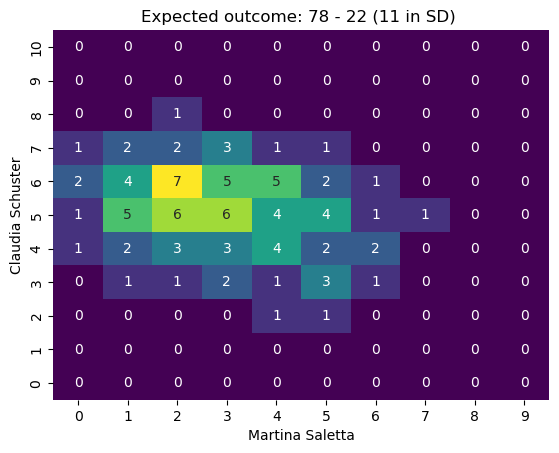 Expected outcome: 78 - 22 (11 in SD)
10 0 0 0 0 0 0 0 0 0 0
9 0 0 0 0 0 0 0 0 0 0
8 0 0 1 0 0 0 0 0 0 0
7 1 2 2 3 1 1 0 0 0 0
6 2 4 7 5 5 2 1 0 0 0
5 1 5 6 6 4 4 1 1 0 0
4 1 2 3 3 4 2 2 0 0 0
3 0 1 1 2 1 3 1 0 0 0
2 0 0 0 0 1 1 0 0 0 0
1 0 0 0 0 0 0 0 0 0 0
0 0 0 0 0 0 0 0 0 0 0
0 1 2 3 4 5 6 7 8 9
Martina Saletta
Claudia Schuster